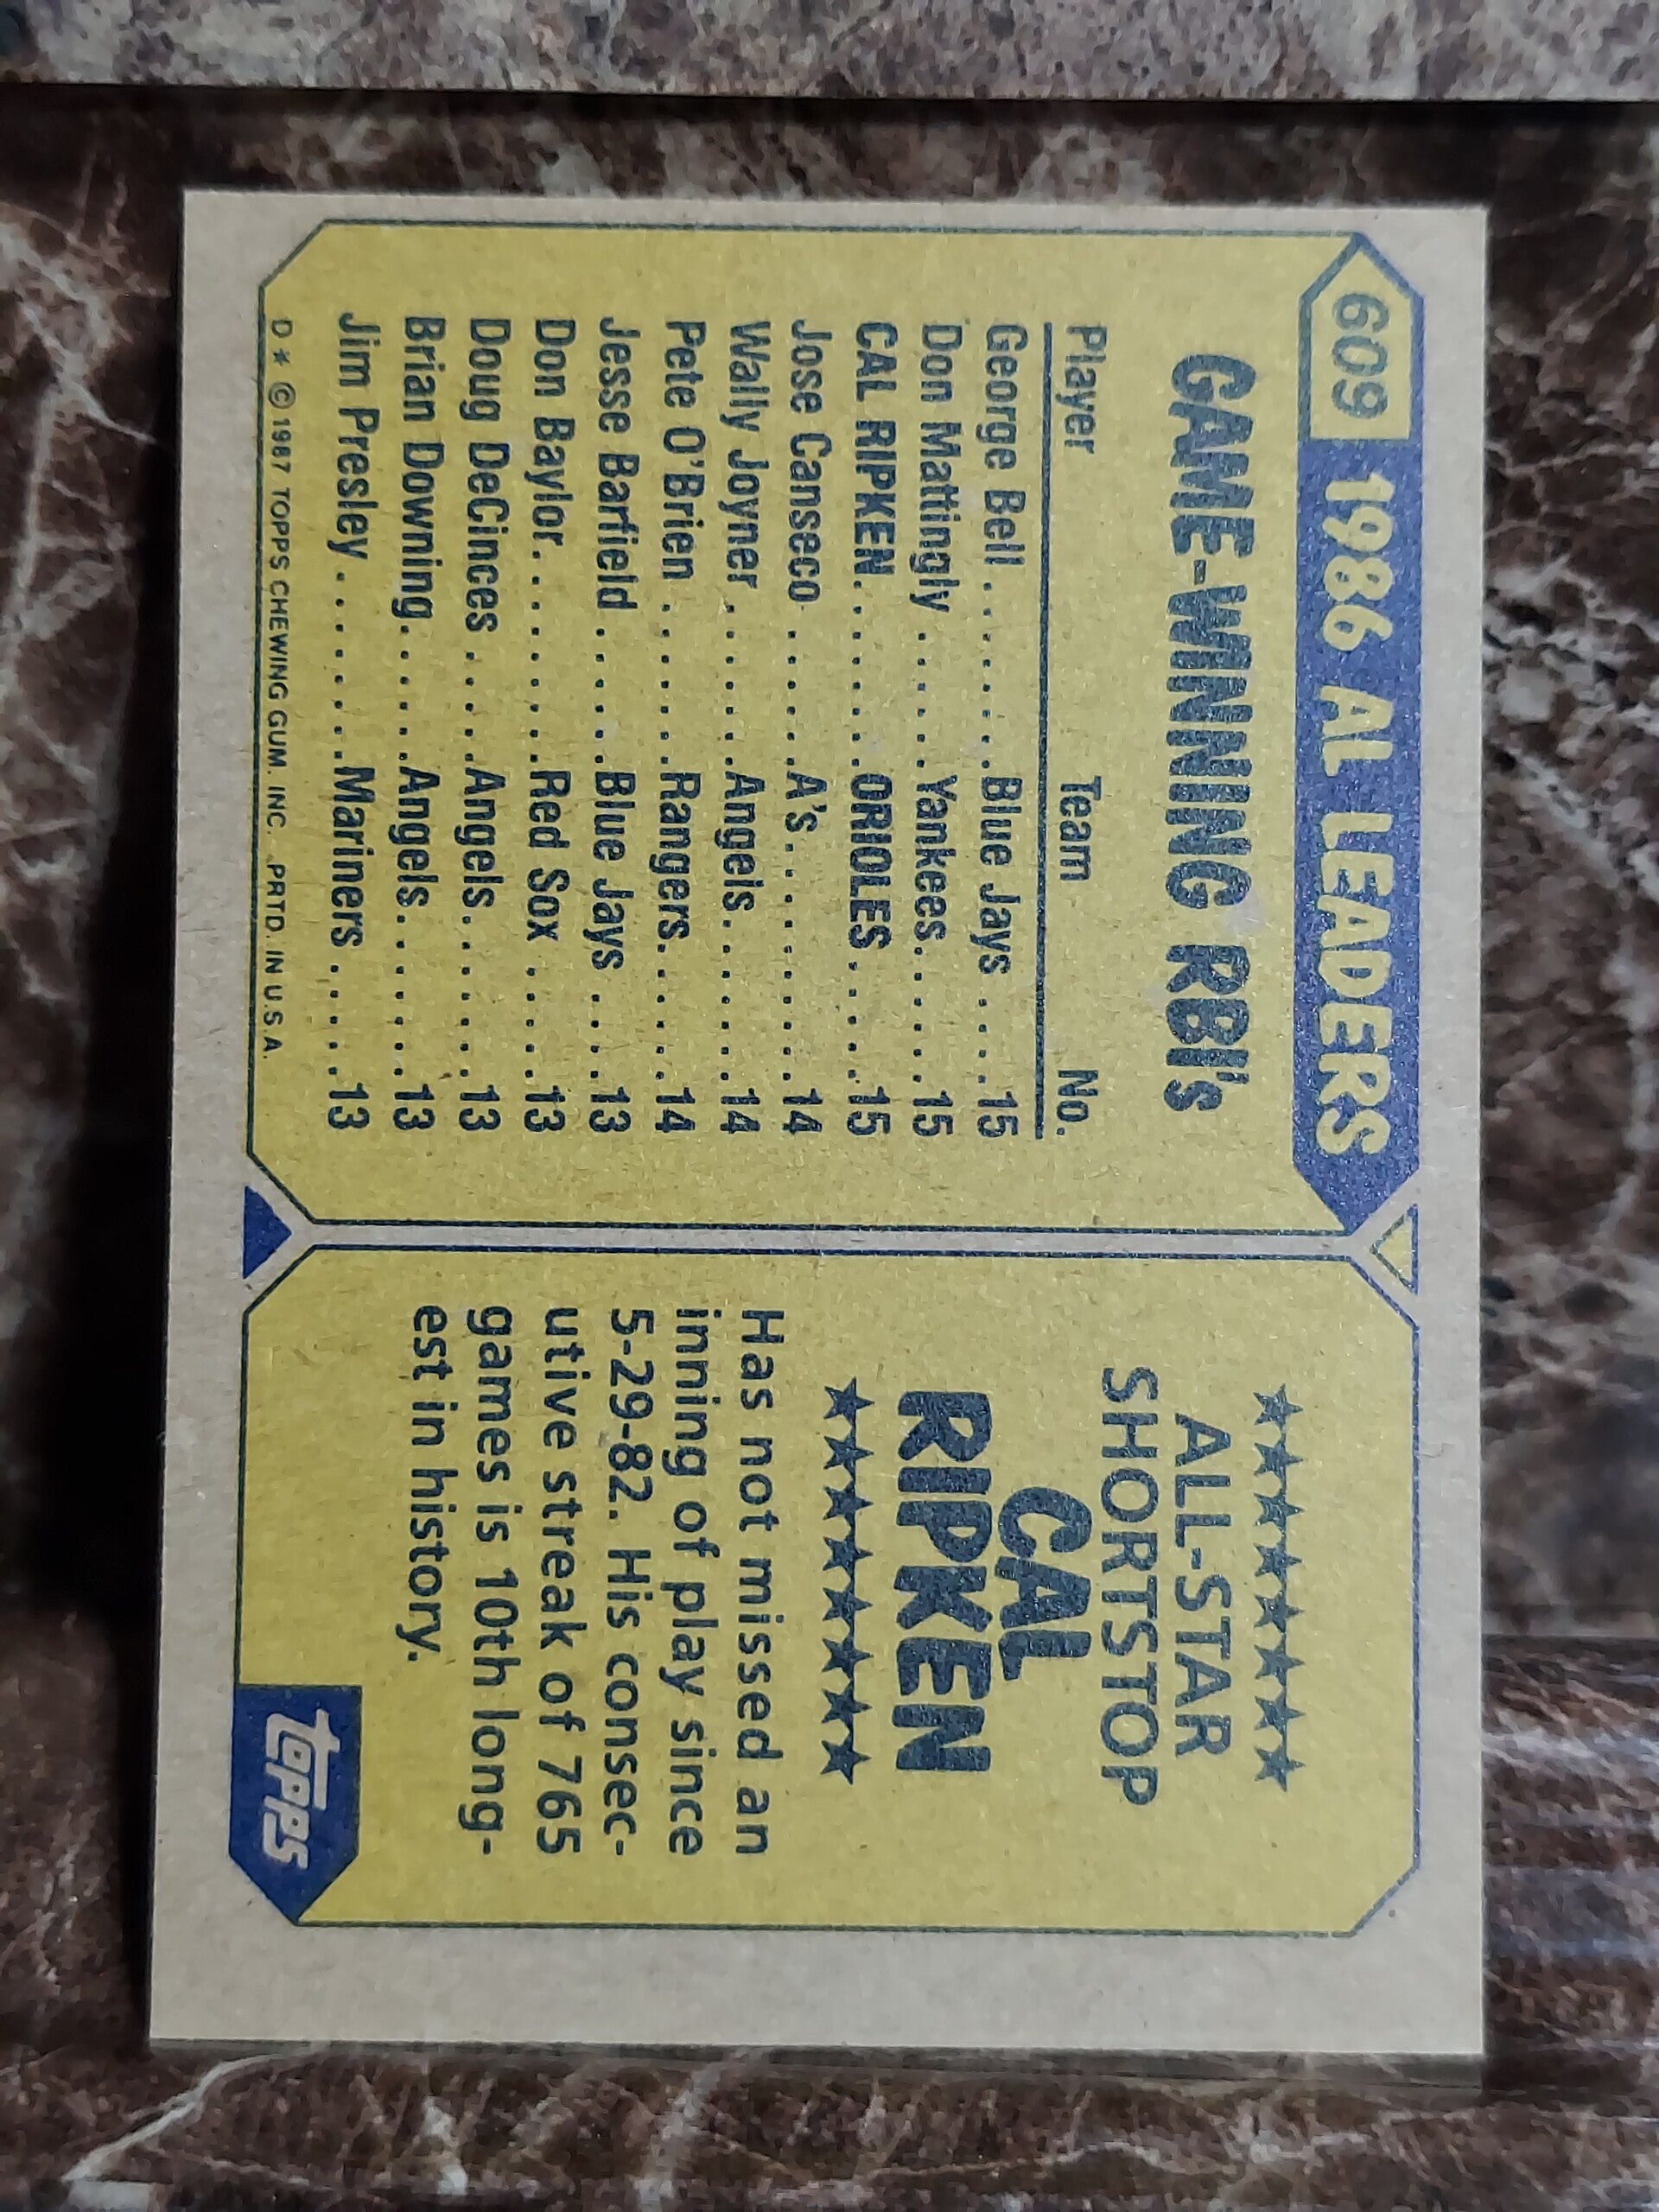 609 1986 AL LEADERS
GAME-WINNING RBI's
Player Team No.
George Bell ........Blue Jays ....15
Don Mattingly ......Yankees......15
CAL RIPKEN.......ORIOLES .....15
Jose Canseco ......A's..........14
Wally Joyner .......Angels.......14
Pete O'Brien .......Rangers......14
Jesse Barfield .....Blue Jays ....13
Don Baylor.........Red Sox .....13
Doug DeCinces ....Angels.......13
Brian Downing.....Angels.......13
Jim Presley ........Mariners .....13
D * © 1987 TOPPS CHEWING GUM. INC. PRTD. IN U.S.A.
★★★★★★★
ALL-STAR
SHORTSTOP
CAL
RIPKEN
★★★★★★★
Has not missed an
inning of play since
5-29-82. His consec-
utive streak of 765
games is 10th long-
est in history.
topps